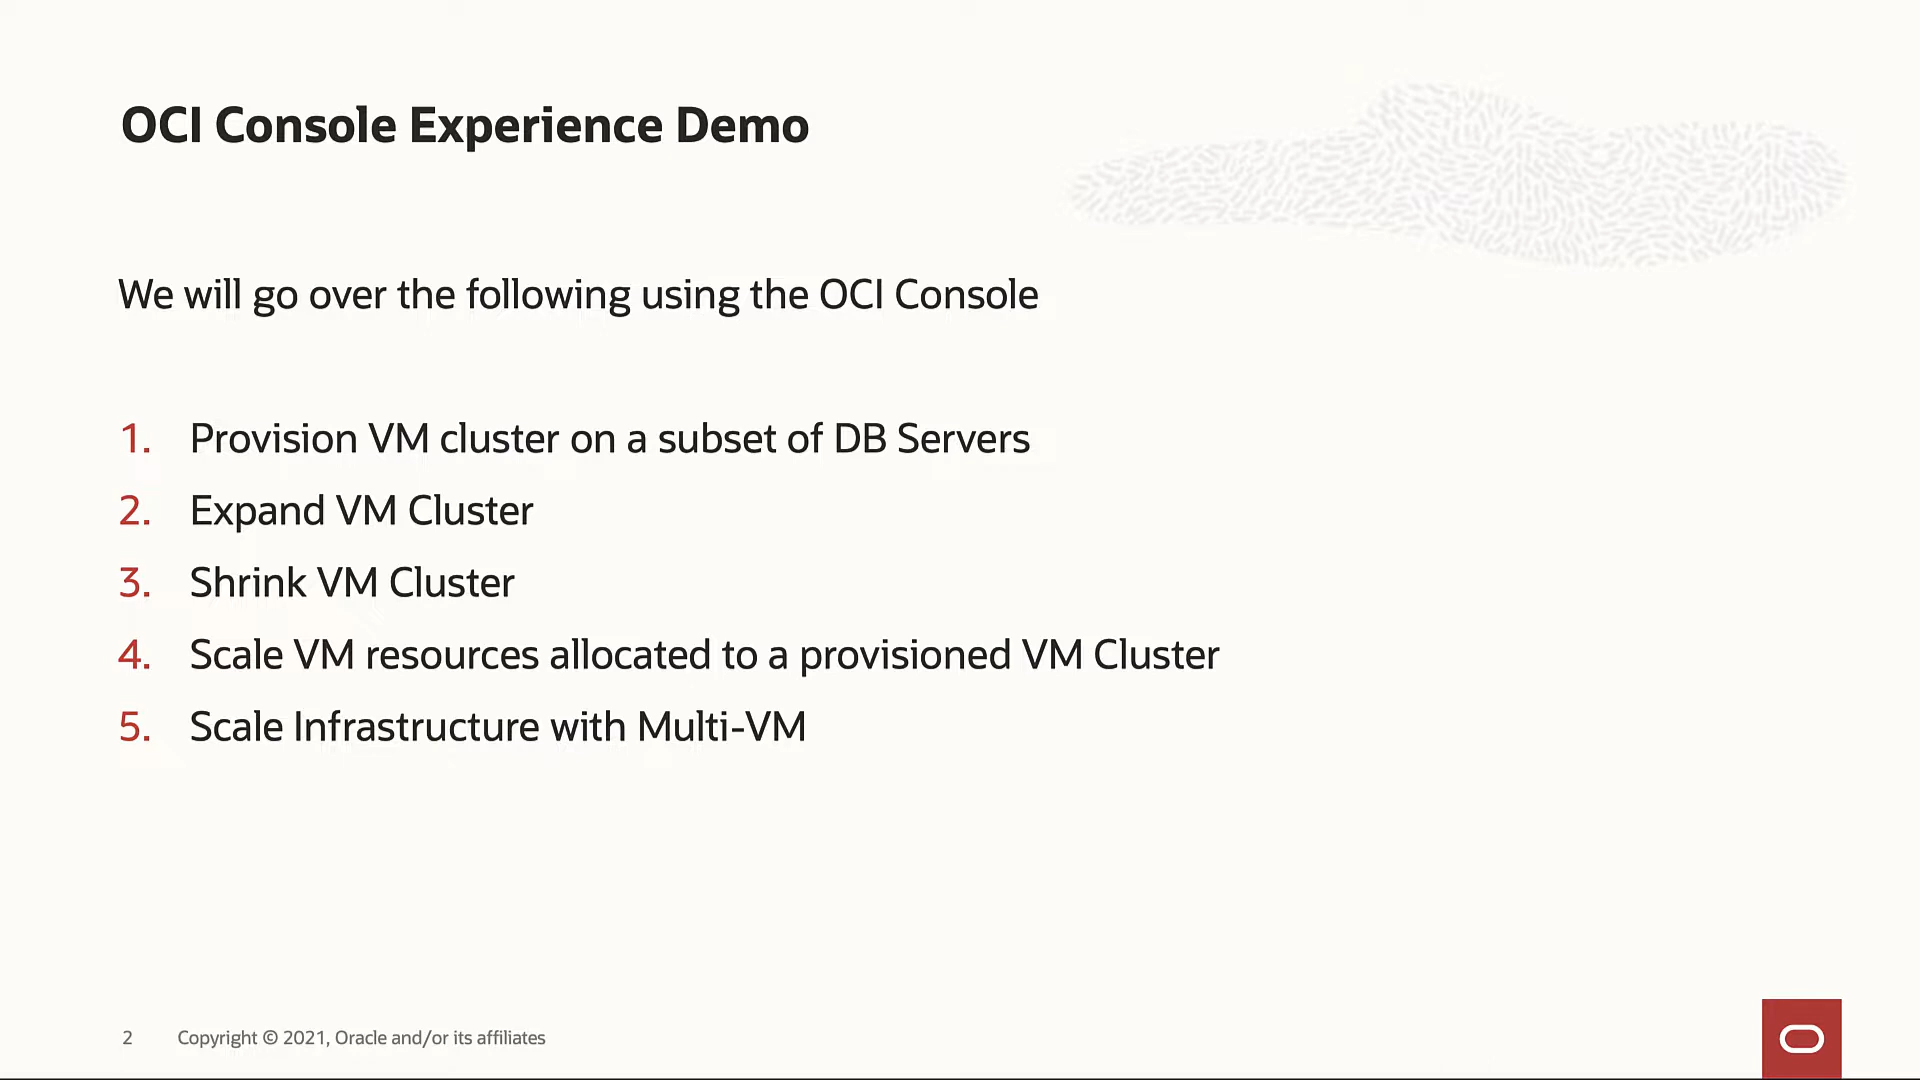 OCI Console Experience Demo
We will go over the following using the OCI Console
1. Provision VM cluster on a subset of DB Servers
2. Expand VM Cluster
3. Shrink VM Cluster
4. Scale VM resources allocated to a provisioned VM Cluster
5. Scale Infrastructure with Multi-VM
2 Copyright © 2021, Oracle and/or its affiliates